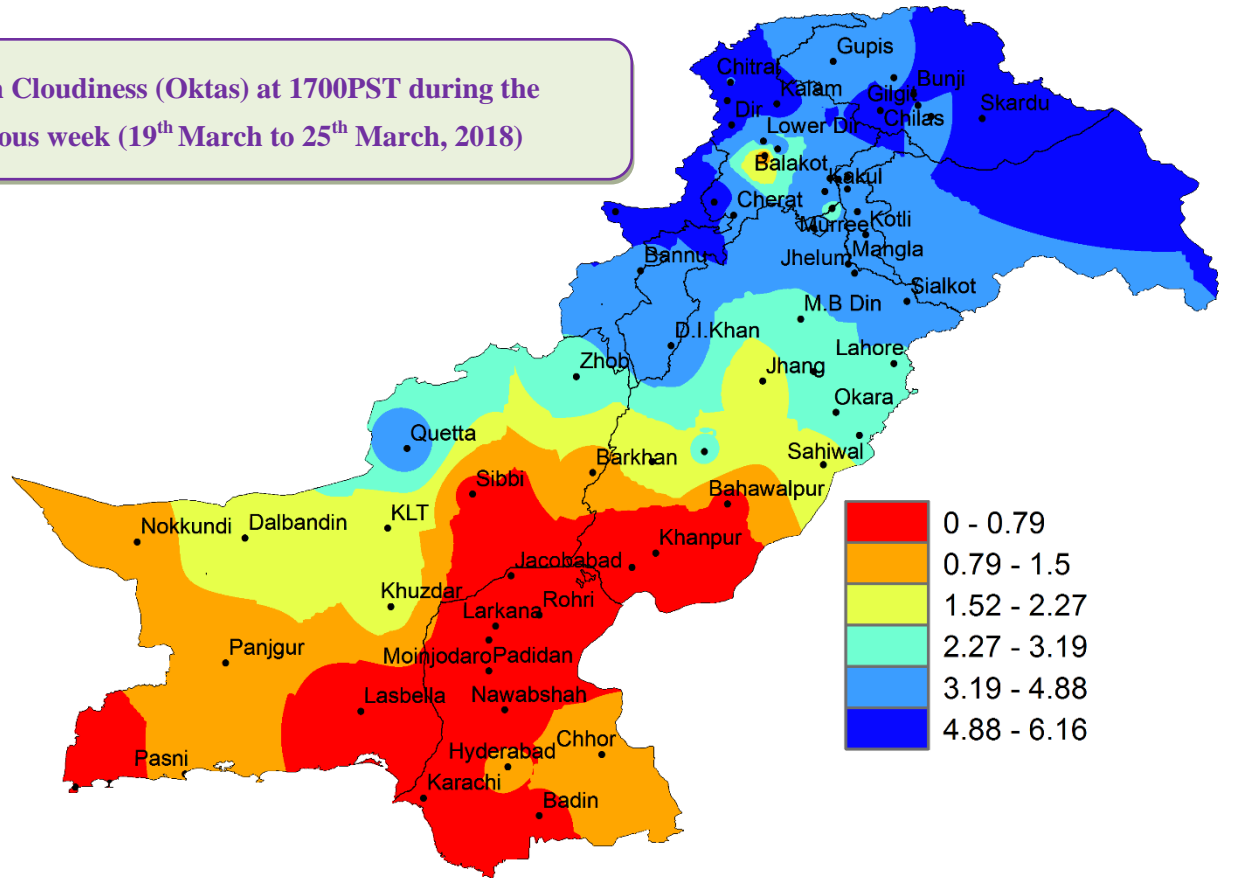 Cloudiness (Oktas) at 1700PST during the
week (19th March to 25th March, 2018)
Gupis
Chitral
Bunji
Kalam
Gilgit
Skardu
Dir
Chilas
Lower Dir
Balakot
Kakul
Cherat
Kotli
Murree
Mangla
Bannu
Jhelum
Sialkot
M.B Din
D.I.Khan
Lahore
Zhob
Jhang
Okara
Quetta
Sahiwal
Barkhan
Sibbi
Bahawalpur
KLT
Nokkundi
Dalbandin
Khanpur
Jacobabad
Khuzdar
Rohri
Larkana
Panjgur
Moinjodaro
Padidan
Lasbella
Nawabshah
Chhor
Hyderabad
Pasni
Karachi
Badin
0 - 0.79
0.79 - 1.5
1.52 - 2.27
2.27 - 3.19
3.19 - 4.88
4.88 - 6.16